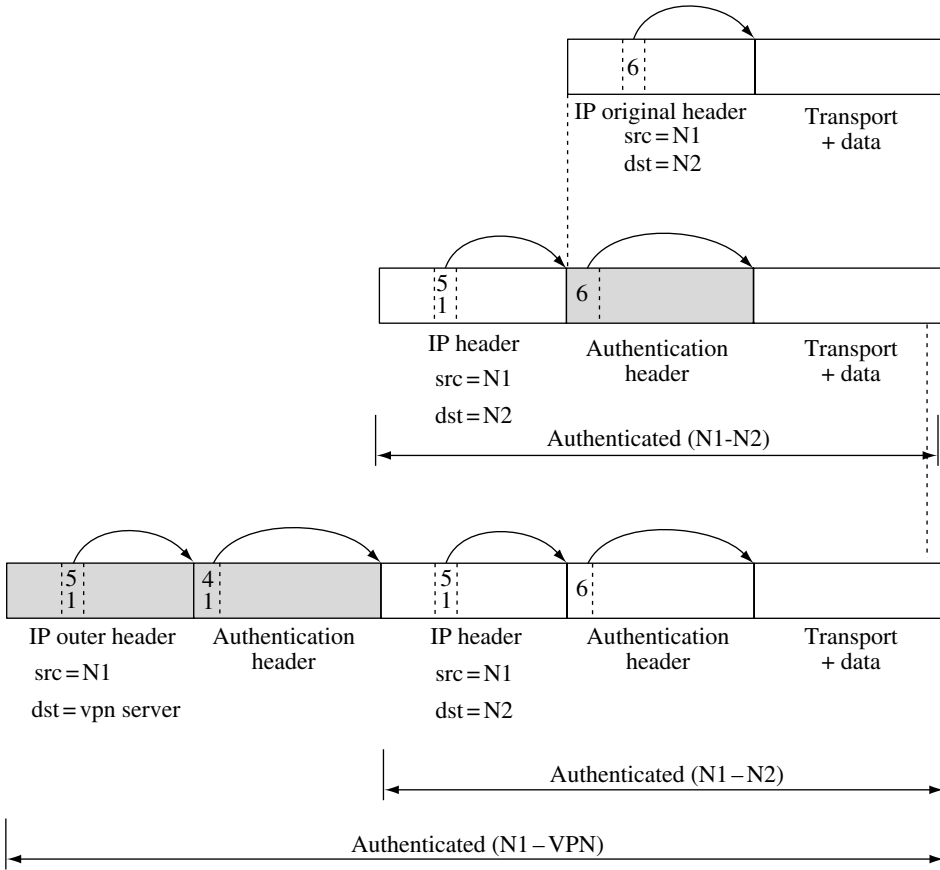 6
IP original header
src=N1
dst=N2
Transport
+ data
5
1
6
IP header
src=N1
dst=N2
Authentication
header
Transport
+ data
Authenticated (N1-N2)
5
1
4
1
5
1
6
IP outer header
src=N1
dst=vpn server
Authentication
header
IP header
src=N1
dst=N2
Authentication
header
Transport
+ data
Authenticated (N1–N2)
Authenticated (N1–VPN)